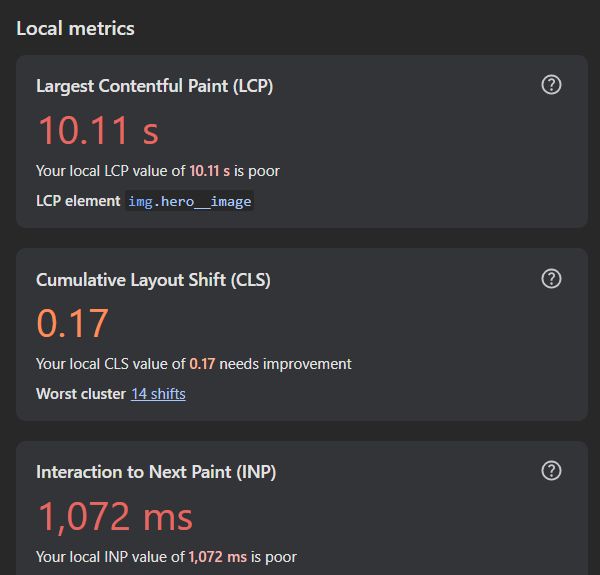 Local metrics
Largest Contentful Paint (LCP)
10.11 s
Your local LCP value of 10.11 s is poor
LCP element img.hero__image
Cumulative Layout Shift (CLS)
0.17
Your local CLS value of 0.17 needs improvement
Worst cluster 14 shifts
Interaction to Next Paint (INP)
1,072 ms
Your local INP value of 1,072 ms is poor